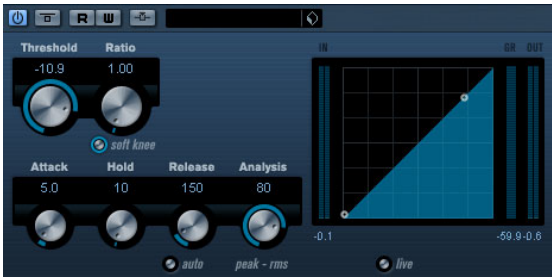 R W
Threshold Ratio IN GR OUT
-10.9 1.00
soft knee
Attack Hold Release Analysis
5.0 10 150 80
-0.1 -59.9 -0.6
auto peak - rms live